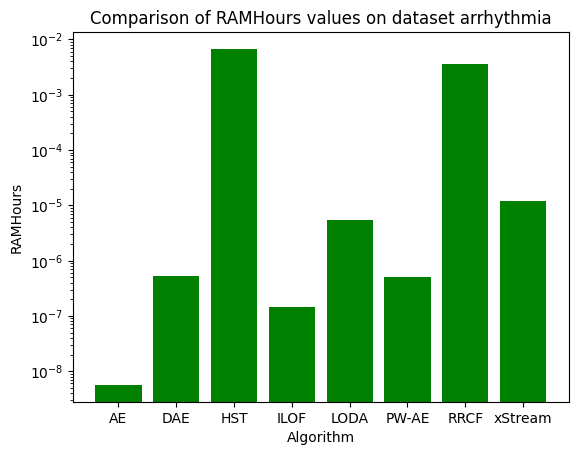 Comparison of RAMHours values on dataset arrhythmia
10⁻²
10⁻³
10⁻⁴
10⁻⁵
10⁻⁶
10⁻⁷
10⁻⁸
RAMHours
AE DAE HST ILOF LODA PW-AE RRCF xStream
Algorithm